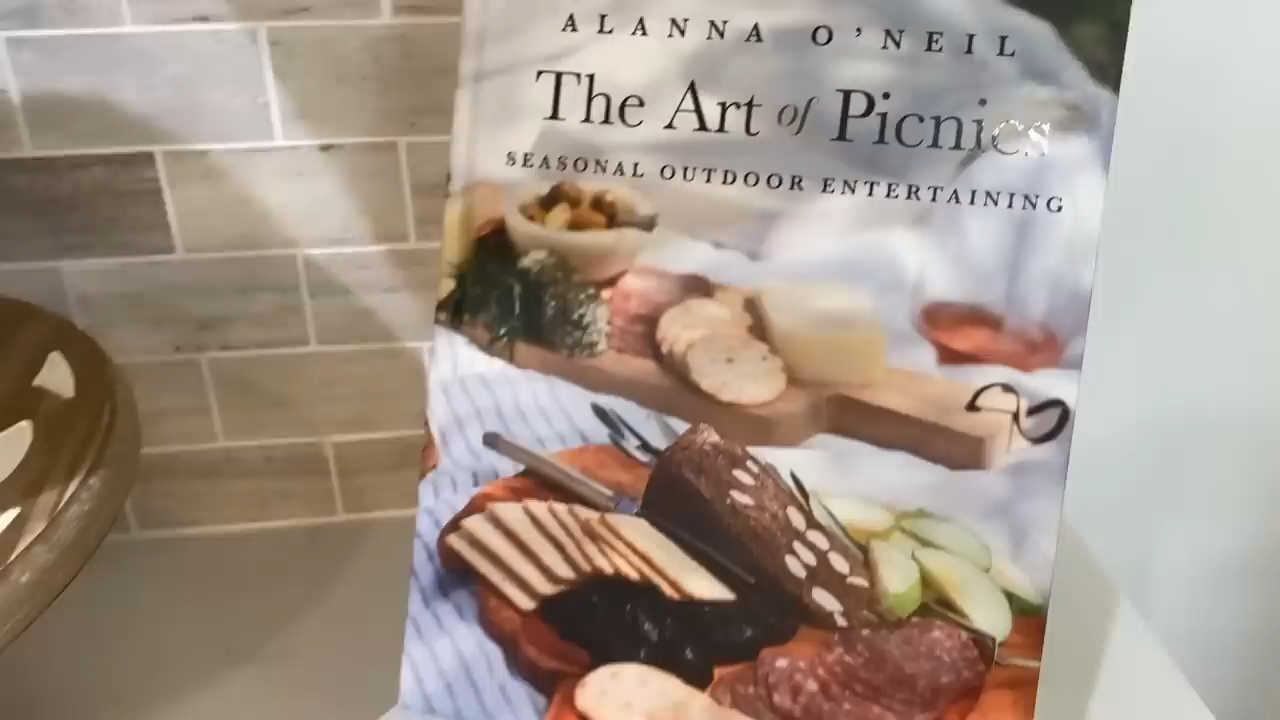 ALANNA O'NEIL
The Art of Picnics
SEASONAL OUTDOOR ENTERTAINING